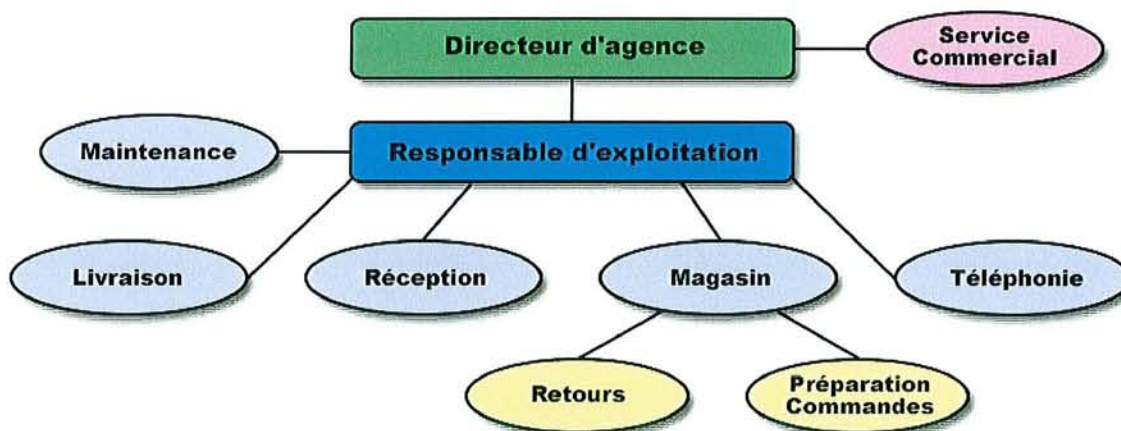 Directeur d'agence
Service
Commercial
Maintenance
Responsable d'exploitation
Livraison
Réception
Magasin
Téléphonie
Retours
Préparation
Commandes